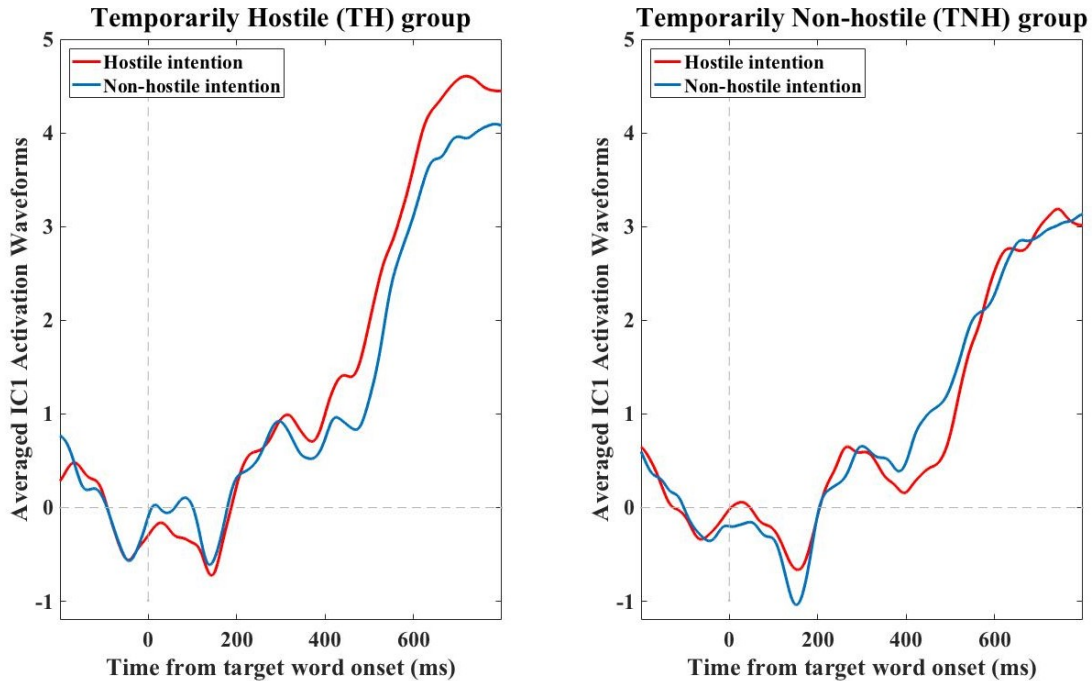 Temporarily Hostile (TH) group
Hostile intention
Non-hostile intention
Averaged IC1 Activation Waveforms
5
4
3
2
1
0
-1
0
200
400
600
Time from target word onset (ms)
Temporarily Non-hostile (TNH) group
Hostile intention
Non-hostile intention
Averaged IC1 Activation Waveforms
5
4
3
2
1
0
-1
0
200
400
600
Time from target word onset (ms)